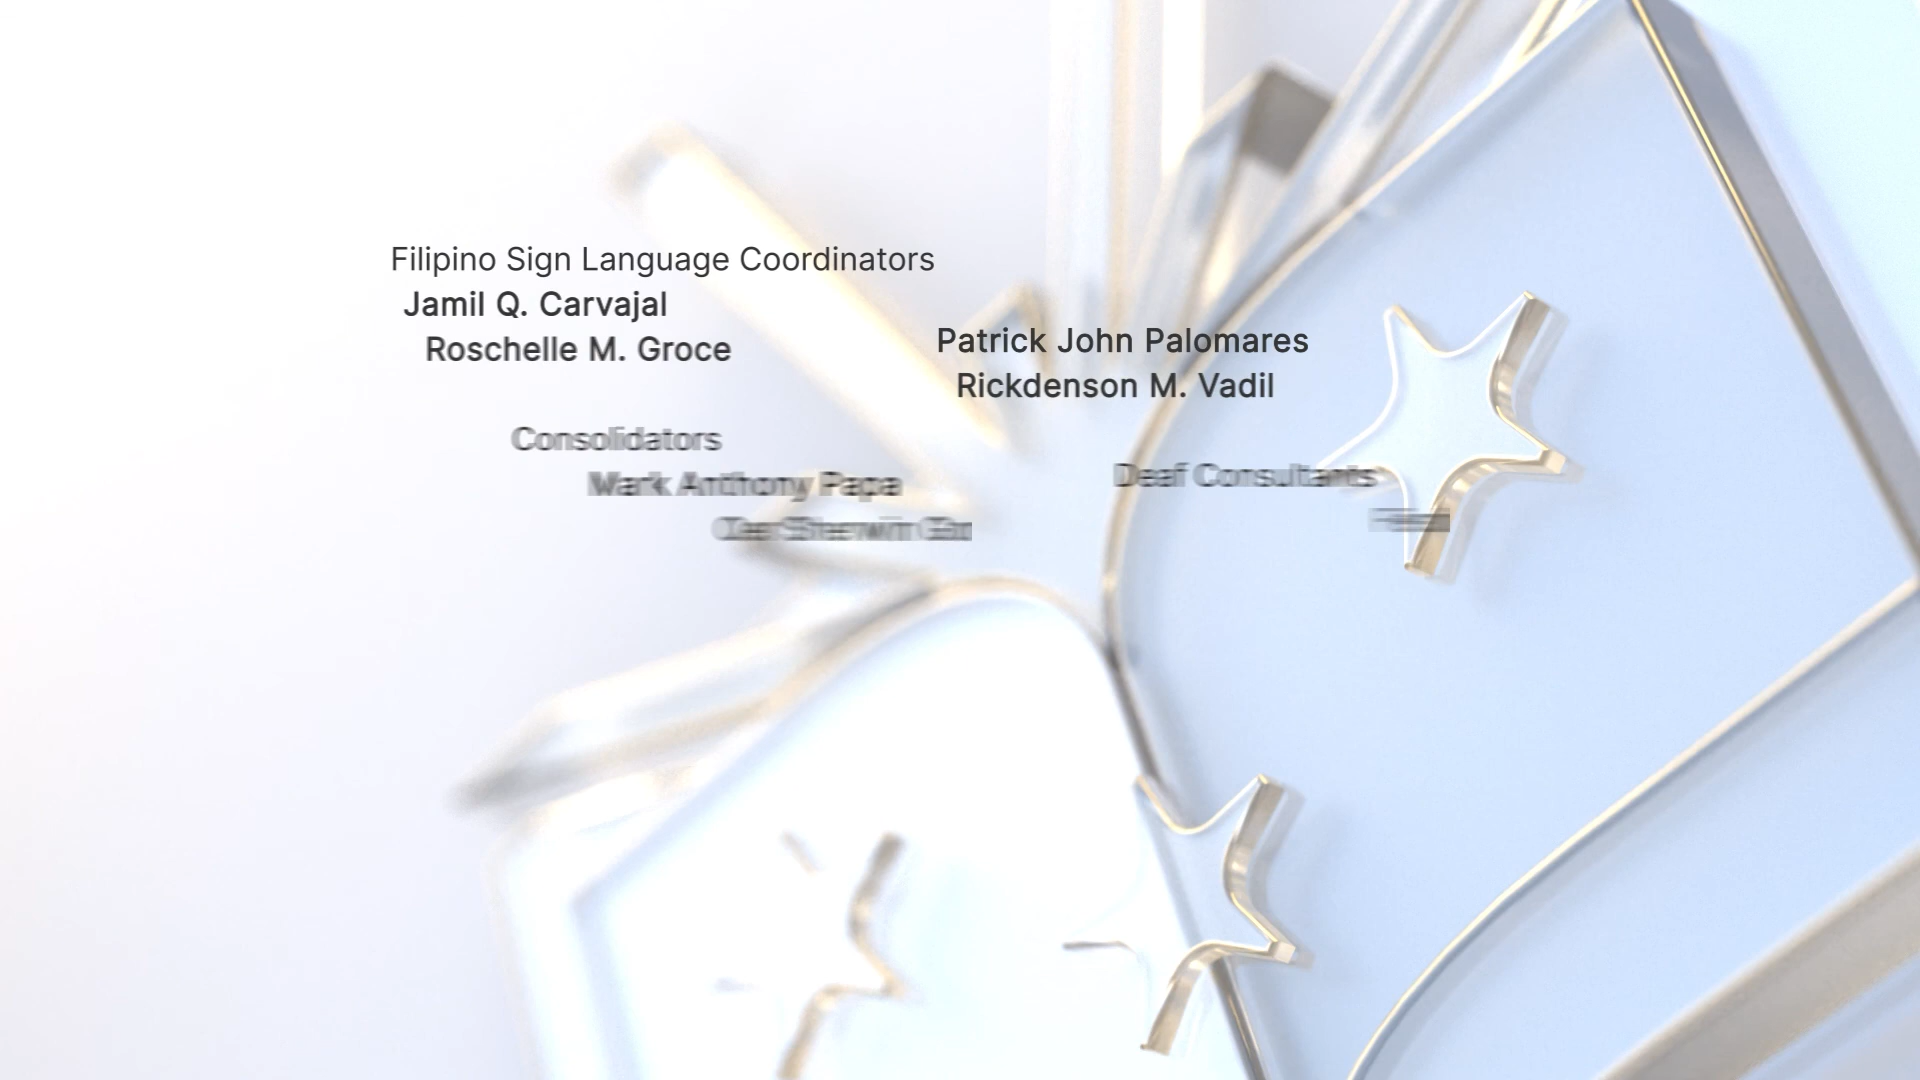 Filipino Sign Language Coordinators
Jamil Q. Carvajal
Roschelle M. Groce
Consolidators
Mark Anthony Papa
Patrick John Palomares
Rickdenson M. Vadil
Deaf Consultants